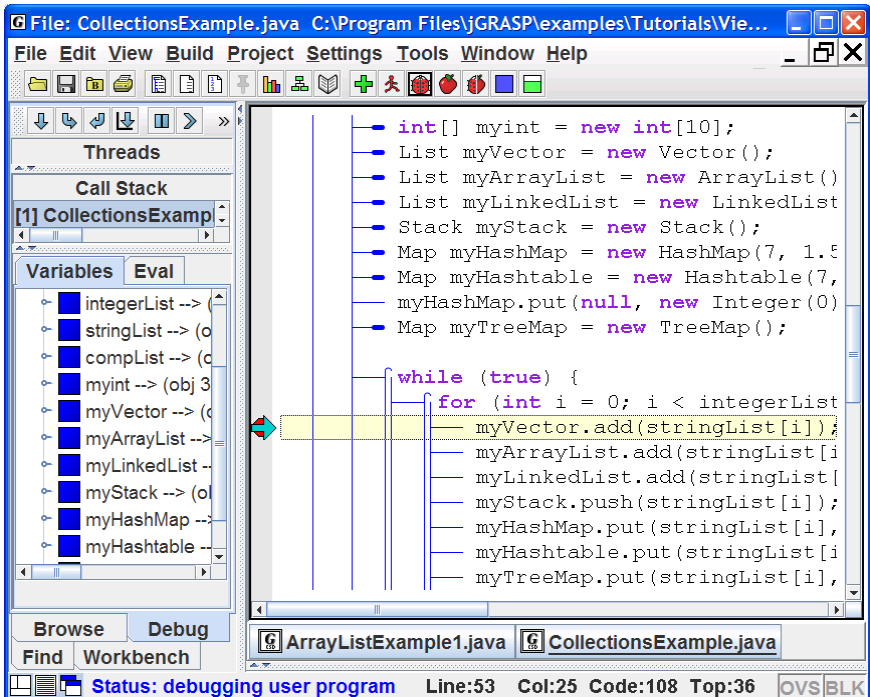 File: CollectionsExample.java C:\Program Files\jGRASP\examples\Tutorials\Vie...
File Edit View Build Project Settings Tools Window Help
»
Threads
Call Stack
[1] CollectionsExampl
Variables Eval
integerList --> (
stringList --> (o
compList --> (o
myint --> (obj 3
myVector --> (o
myArrayList -->
myLinkedList -
myStack --> (ol
myHashMap -->
myHashtable --
int[] myint = new int[10];
List myVector = new Vector();
List myArrayList = new ArrayList()
List myLinkedList = new LinkedList
Stack myStack = new Stack();
Map myHashMap = new HashMap(7, 1.5
Map myHashtable = new Hashtable(7,
myHashMap.put(null, new Integer(0)
Map myTreeMap = new TreeMap();
while (true) {
for (int i = 0; i < integerList
myVector.add(stringList[i]);
myArrayList.add(stringList[i
myLinkedList.add(stringList[
myStack.push(stringList[i]);
myHashMap.put(stringList[i],
myHashtable.put(stringList[i
myTreeMap.put(stringList[i],
Browse Debug
Find Workbench
ArrayListExample1.java CollectionsExample.java
Status: debugging user program Line:53 Col:25 Code:108 Top:36 OVS BLK